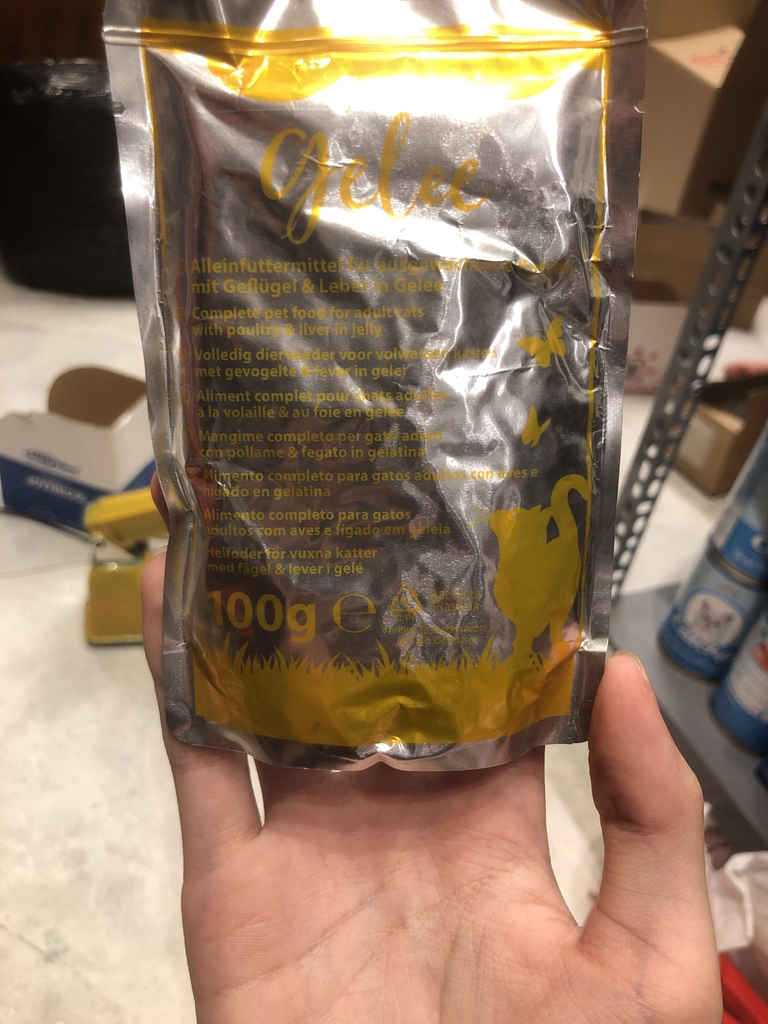 gelee
Alleinfuttermittel für ausgewachsene
mit Geflügel & Leber in Gelee
Complete pet food for adult cats
with poultry & liver in jelly
Volledig diervoeder voor volwassen katten
met gevogelte & lever in gelei
Aliment complet pour chats adultes
à la volaille & au foie en gelée
Mangime completo per gatti adulti
con pollame & fegato in gelatina
Alimento completo para gatos adultos con aves e
hígado en gelatina
Alimento completo para gatos
adultos com aves e fígado em geleia
Helfoder för vuxna katter
med fågel & lever i gelé
100g e